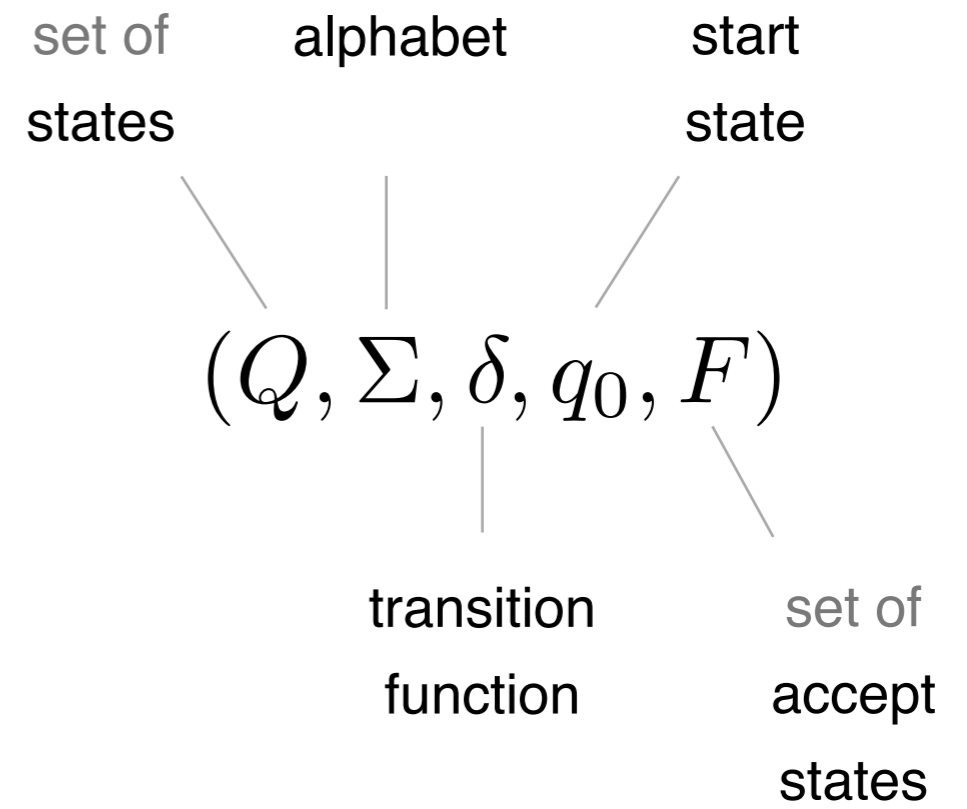 set of
states
alphabet
start
state
(Q, Σ, δ, q₀, F)
transition
function
set of
accept
states